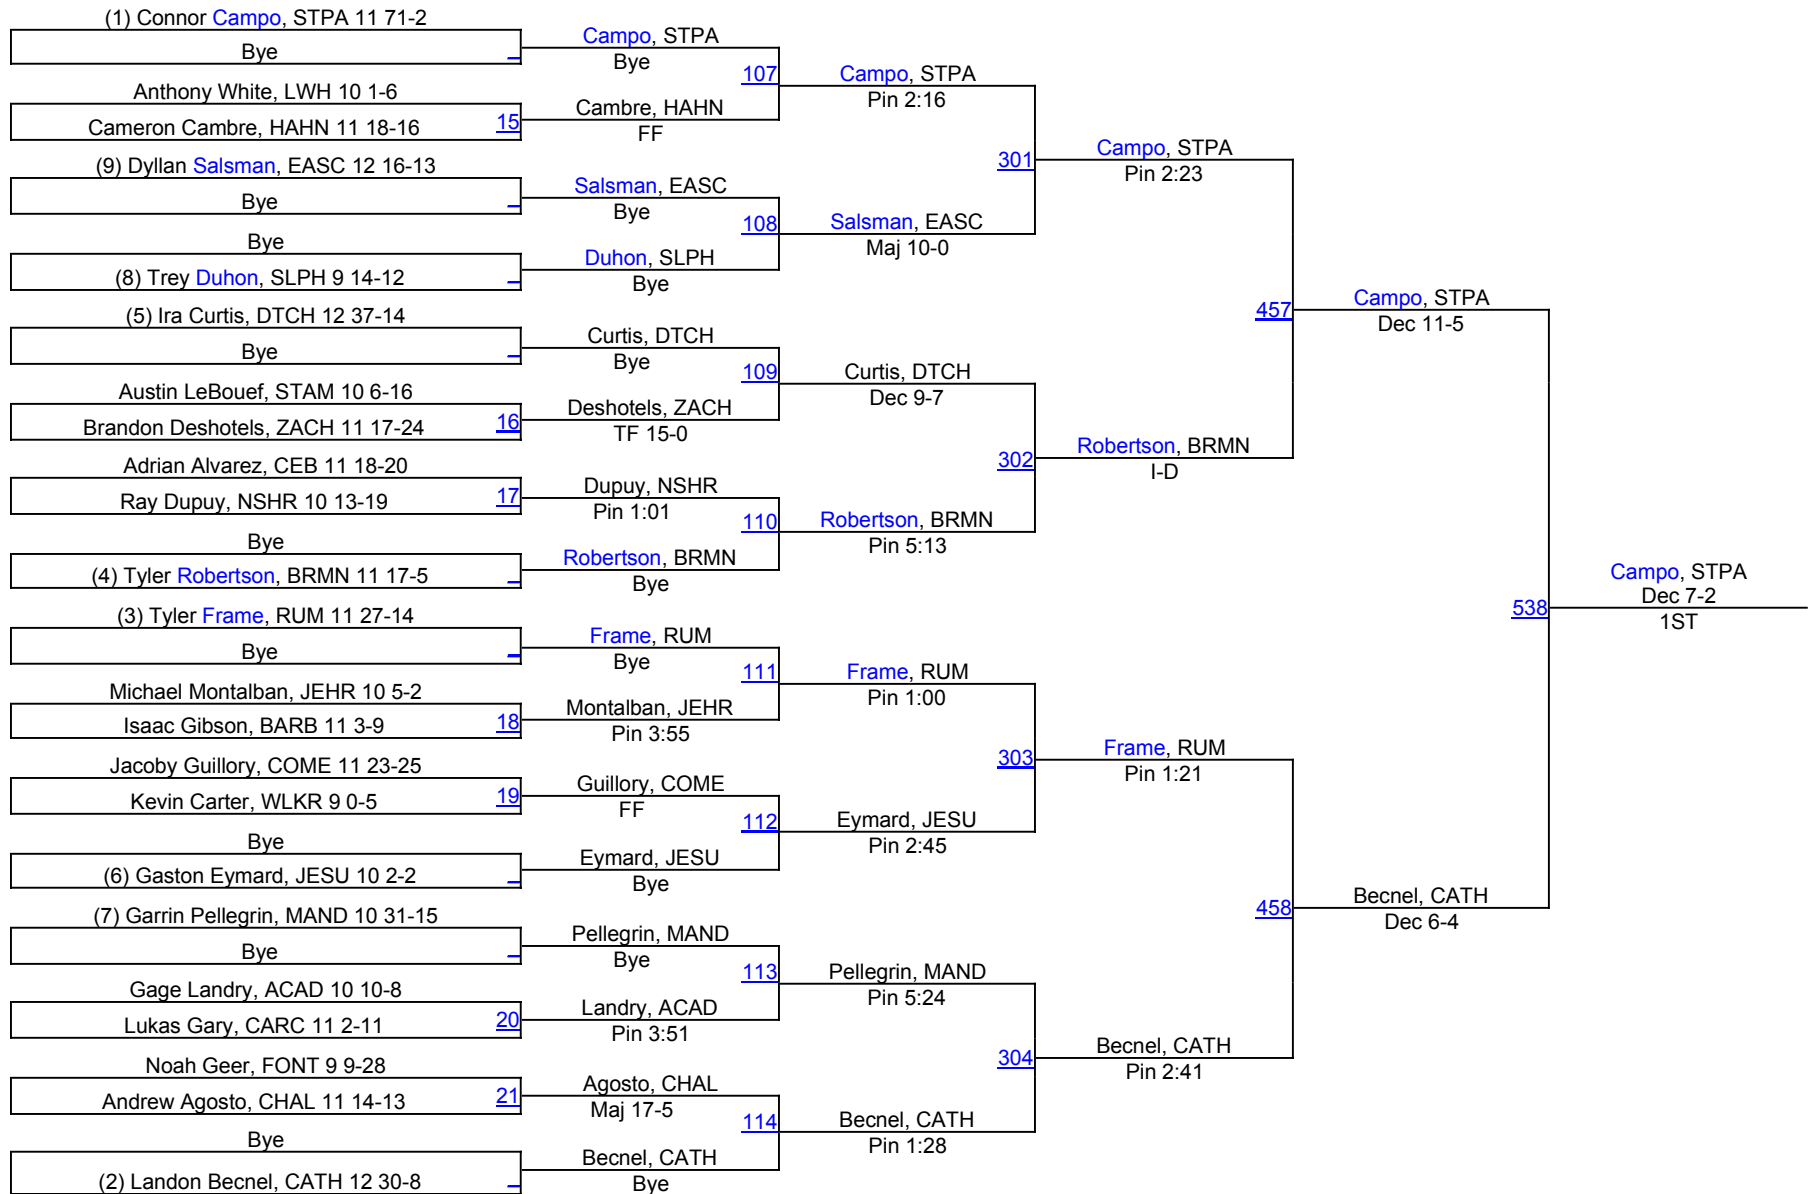 (1) Connor Campo, STPA 11 71-2
Bye
Anthony White, LWH 10 1-6
Cameron Cambre, HAHN 11 18-16
15
(9) Dyllan Salsman, EASC 12 16-13
Bye
Bye
(8) Trey Duhon, SLPH 9 14-12
(5) Ira Curtis, DTCH 12 37-14
Bye
Austin LeBouef, STAM 10 6-16
Brandon Deshotels, ZACH 11 17-24
16
Adrian Alvarez, CEB 11 18-20
Ray Dupuy, NSHR 10 13-19
17
Bye
(4) Tyler Robertson, BRMN 11 17-5
(3) Tyler Frame, RUM 11 27-14
Bye
Michael Montalban, JEHR 10 5-2
Isaac Gibson, BARB 11 3-9
18
Jacoby Guillory, COME 11 23-25
Kevin Carter, WLKR 9 0-5
19
Bye
(6) Gaston Eymard, JESU 10 2-2
(7) Garrin Pellegrin, MAND 10 31-15
Bye
Gage Landry, ACAD 10 10-8
Lukas Gary, CARC 11 2-11
20
Noah Geer, FONT 9 9-28
Andrew Agosto, CHAL 11 14-13
21
Bye
(2) Landon Becnel, CATH 12 30-8
Campo, STPA
Bye
107
Cambre, HAHN
FF
Salsman, EASC
Bye
108
Duhon, SLPH
Bye
Curtis, DTCH
Bye
109
Deshotels, ZACH
TF 15-0
Dupuy, NSHR
Pin 1:01
110
Robertson, BRMN
Bye
Frame, RUM
Bye
111
Montalban, JEHR
Pin 3:55
Guillory, COME
FF
112
Eymard, JESU
Bye
Pellegrin, MAND
Bye
113
Landry, ACAD
Pin 3:51
Agosto, CHAL
Maj 17-5
114
Becnel, CATH
Bye
Campo, STPA
Pin 2:16
301
Salsman, EASC
Maj 10-0
Curtis, DTCH
Dec 9-7
302
Robertson, BRMN
Pin 5:13
Frame, RUM
Pin 1:00
303
Eymard, JESU
Pin 2:45
Pellegrin, MAND
Pin 5:24
304
Becnel, CATH
Pin 1:28
Campo, STPA
Pin 2:23
457
Robertson, BRMN
I-D
Frame, RUM
Pin 1:21
458
Becnel, CATH
Pin 2:41
Campo, STPA
Dec 11-5
538
Becnel, CATH
Dec 6-4
Campo, STPA
Dec 7-2
1ST